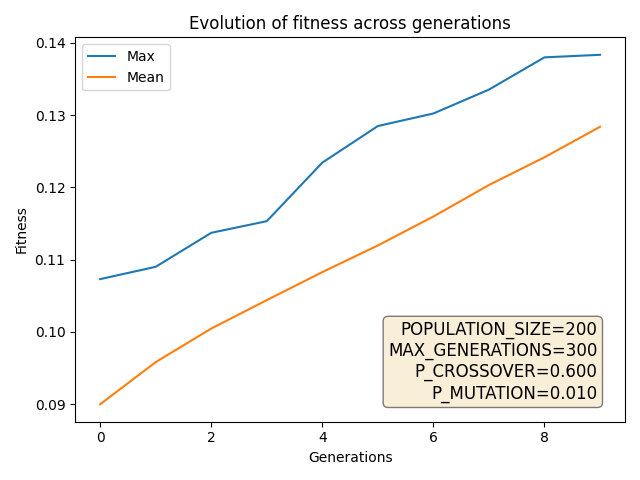 Evolution of fitness across generations
Max
Mean
0.14
0.13
0.12
0.11
0.10
0.09
Fitness
POPULATION_SIZE=200
MAX_GENERATIONS=300
P_CROSSOVER=0.600
P_MUTATION=0.010
0 2 4 6 8
Generations